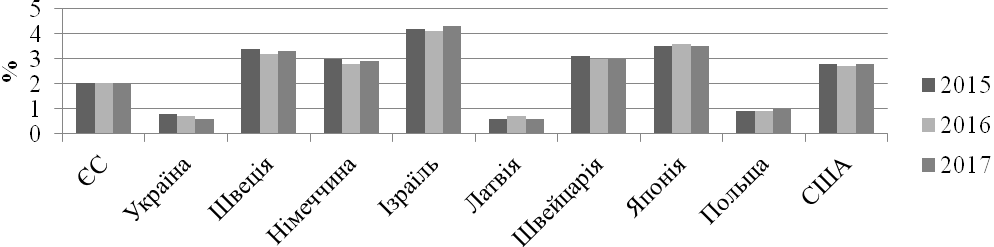 5
4
3
2
1
0
%
ЄС
Україна
Швеція
Німеччина
Ізраїль
Латвія
Швейцарія
Японія
Польща
США
2015
2016
2017